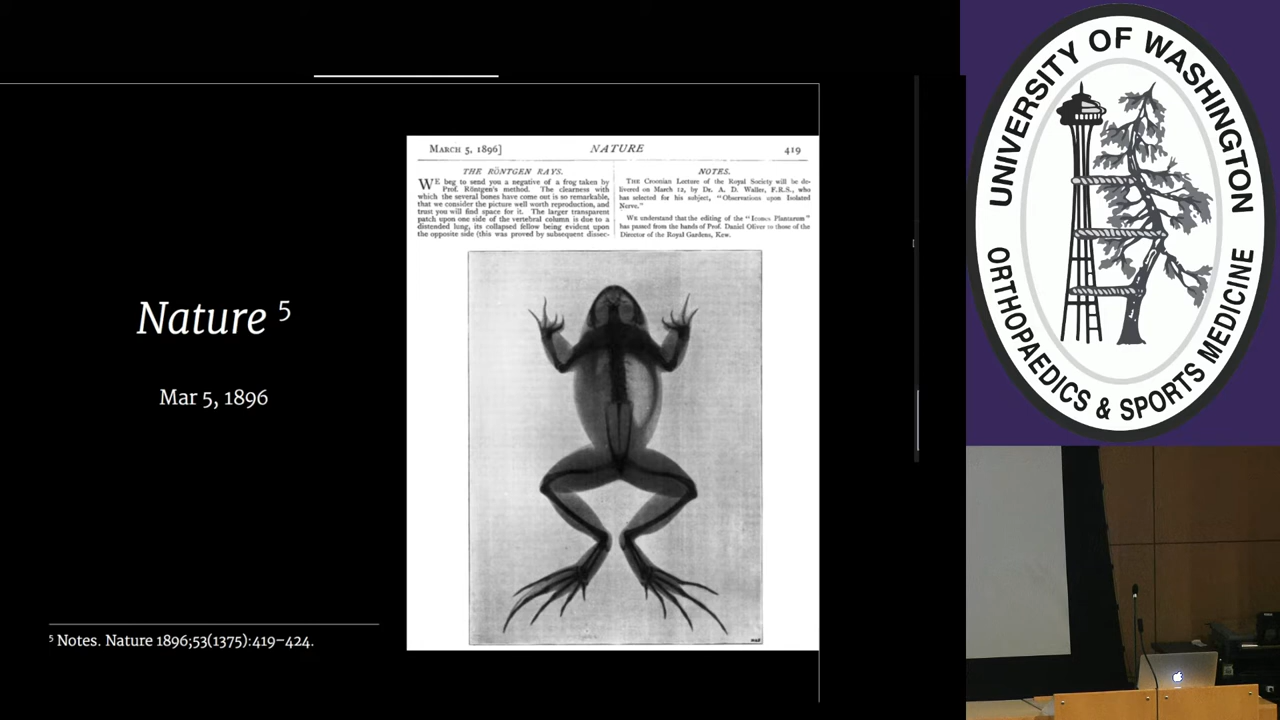 Nature 5
Mar 5, 1896
5 Notes. Nature 1896;53(1375):419–424.
MARCH 5, 1896]
NATURE
419
THE RÖNTGEN RAYS.
WE beg to send you a negative of a frog taken by
Prof. Röntgen's method. The clearness with
which the several bones have come out is so remarkable,
that we consider the picture well worth reproduction, and
trust you will find space for it. The larger transparent
patch upon one side of the vertebral column is due to a
distended lung, its collapsed fellow being evident upon
the opposite side (this was proved by subsequent dissec-
NOTES.
THE Croonian Lecture of the Royal Society will be de-
livered on March 12, by Dr. A. D. Waller, F.R.S., who
has selected for his subject, "Observations upon Isolated
Nerve."
WE understand that the editing of the "Icones Plantarum"
has passed from the hands of Prof. Daniel Oliver to those of the
Director of the Royal Gardens, Kew.
UNIVERSITY OF WASHINGTON
ORTHOPAEDICS & SPORTS MEDICINE